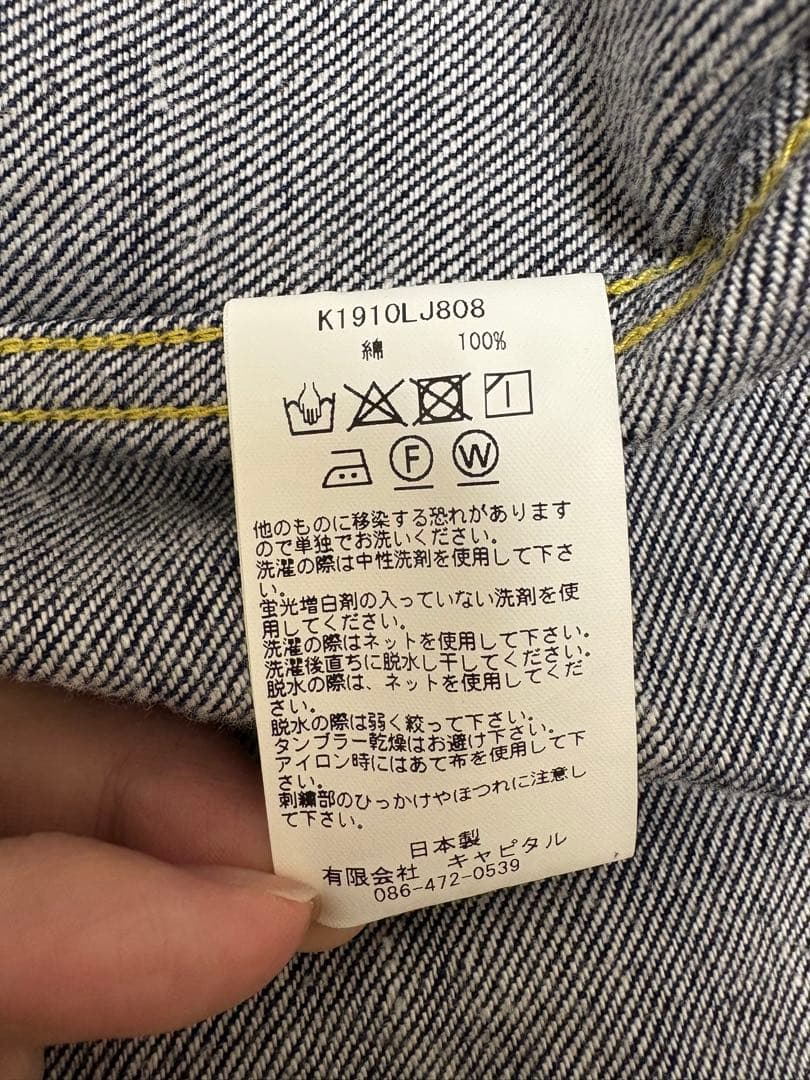 K1910LJ808
綿 100%
F W
他のものに移染する恐れがあります
ので単独でお洗いください。
洗濯の際は中性洗剤を使用して下さ
い。
蛍光増白剤の入っていない洗剤を使
用してください。
洗濯の際はネットを使用して下さい。
洗濯後直ちに脱水し干してください。
脱水の際は、ネットを使用してくだ
さい。
脱水の際は弱く絞って下さい。
タンブラー乾燥はお避け下さい。
アイロン時にはあて布を使用して下
さい。
刺繍部のひっかけやほつれに注意し
て下さい。
日本製
有限会社 キャピタル
086-472-0539